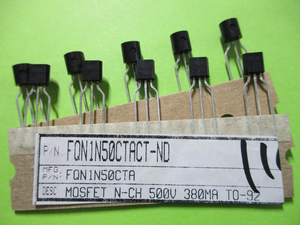 P/N: FQN1N50CTACT-ND
MFG. P/N: FQN1N50CTA
DESC MOSFET N-CH 500V 380MA TO-92